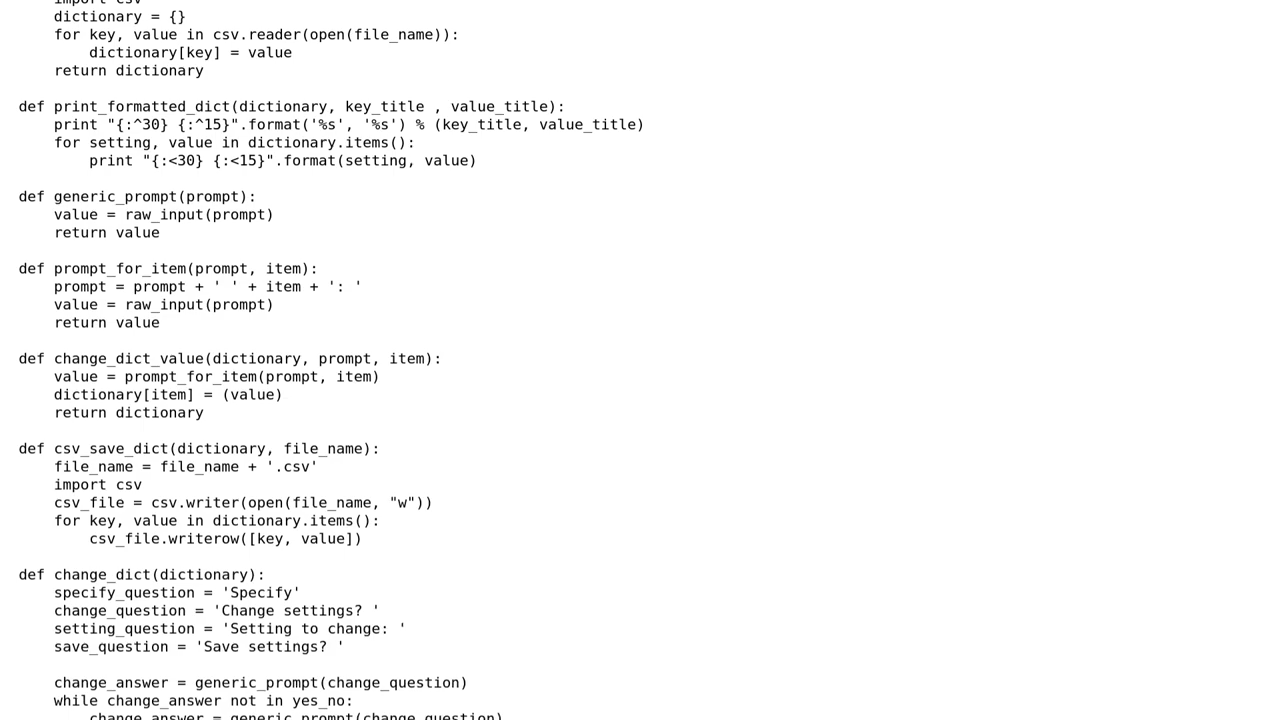 import csv
    dictionary = {}
    for key, value in csv.reader(open(file_name)):
        dictionary[key] = value
    return dictionary

def print_formatted_dict(dictionary, key_title , value_title):
    print "{:^30} {:^15}".format('%s', '%s') % (key_title, value_title)
    for setting, value in dictionary.items():
        print "{:<30} {:<15}".format(setting, value)

def generic_prompt(prompt):
    value = raw_input(prompt)
    return value

def prompt_for_item(prompt, item):
    prompt = prompt + ' ' + item + ': '
    value = raw_input(prompt)
    return value

def change_dict_value(dictionary, prompt, item):
    value = prompt_for_item(prompt, item)
    dictionary[item] = (value)
    return dictionary

def csv_save_dict(dictionary, file_name):
    file_name = file_name + '.csv'
    import csv
    csv_file = csv.writer(open(file_name, "w"))
    for key, value in dictionary.items():
        csv_file.writerow([key, value])

def change_dict(dictionary):
    specify_question = 'Specify'
    change_question = 'Change settings? '
    setting_question = 'Setting to change: '
    save_question = 'Save settings? '

    change_answer = generic_prompt(change_question)
    while change_answer not in yes_no:
        change_answer = generic_prompt(change_question)